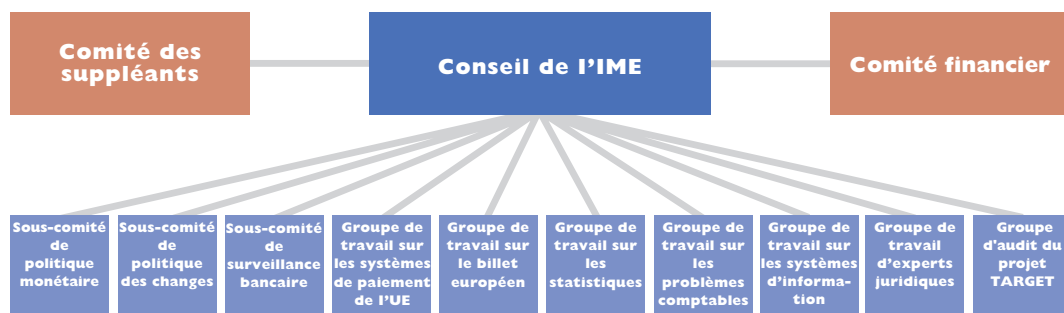 Comité des
suppléants
Conseil de l'IME
Comité financier
Sous-comité
de
politique
monétaire
Sous-comité
de
politique
des changes
Sous-comité
de
surveillance
bancaire
Groupe de
travail sur
les systèmes
de paiement
de l'UE
Groupe de
travail sur
le billet
européen
Groupe de
travail sur
les
statistiques
Groupe de
travail sur
les
problèmes
comptables
Groupe de
travail sur
les systèmes
d'informa-
tion
Groupe de
travail
d'experts
juridiques
Groupe
d'audit du
projet
TARGET